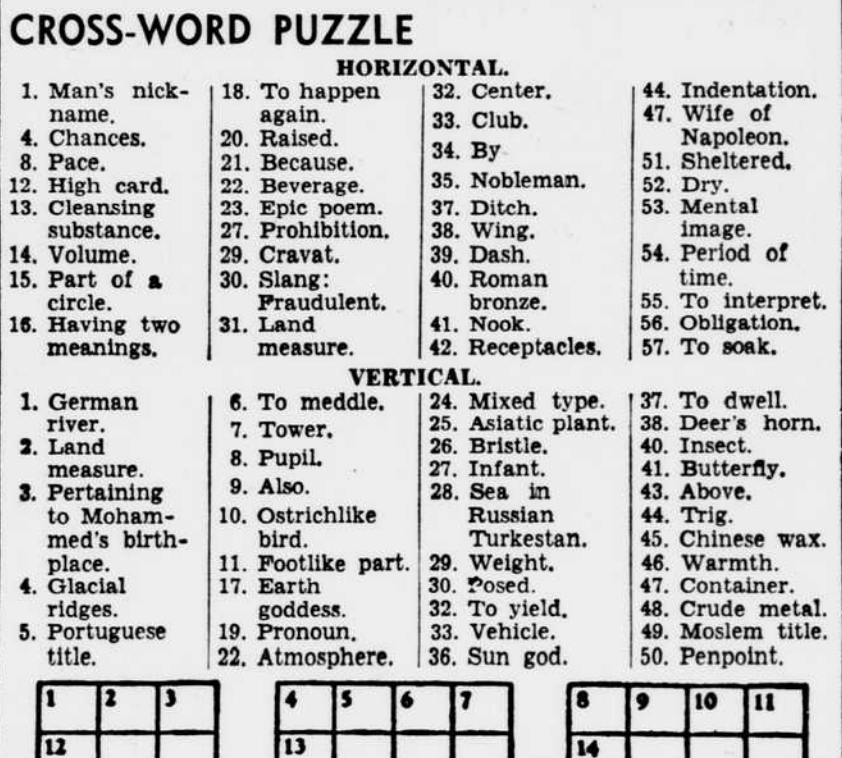 CROSS-WORD PUZZLE
HORIZONTAL.
1. Man's nick-
name.
4. Chances.
8. Pace.
12. High card.
13. Cleansing
substance.
14. Volume.
15. Part of a
circle.
16. Having two
meanings.
18. To happen
again.
20. Raised.
21. Because.
22. Beverage.
23. Epic poem.
27. Prohibition.
29. Cravat.
30. Slang:
Fraudulent.
31. Land
measure.
32. Center.
33. Club.
34. By
35. Nobleman.
37. Ditch.
38. Wing.
39. Dash.
40. Roman
bronze.
41. Nook.
42. Receptacles.
44. Indentation.
47. Wife of
Napoleon.
51. Sheltered.
52. Dry.
53. Mental
image.
54. Period of
time.
55. To interpret.
56. Obligation.
57. To soak.
VERTICAL.
1. German
river.
2. Land
measure.
3. Pertaining
to Moham-
med's birth-
place.
4. Glacial
ridges.
5. Portuguese
title.
6. To meddle.
7. Tower.
8. Pupil.
9. Also.
10. Ostrichlike
bird.
11. Footlike part.
17. Earth
goddess.
19. Pronoun.
22. Atmosphere.
24. Mixed type.
25. Asiatic plant.
26. Bristle.
27. Infant.
28. Sea in
Russian
Turkestan.
29. Weight.
30. Posed.
32. To yield.
33. Vehicle.
36. Sun god.
37. To dwell.
38. Deer's horn.
40. Insect.
41. Butterfly.
43. Above.
44. Trig.
45. Chinese wax.
46. Warmth.
47. Container.
48. Crude metal.
49. Moslem title.
50. Penpoint.
1 2 3 4 5 6 7 8 9 10 11
12 13 14